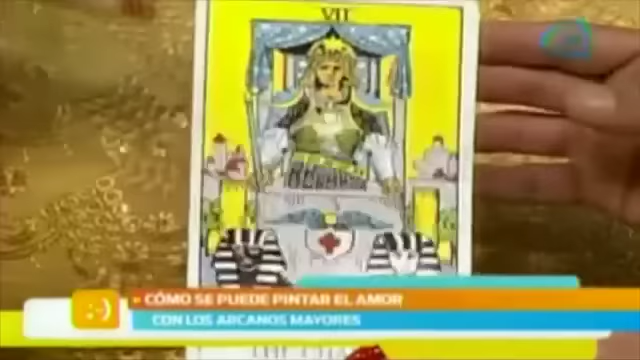 VII
:-)
CÓMO SE PUEDE PINTAR EL AMOR
CON LOS ARCANOS MAYORES